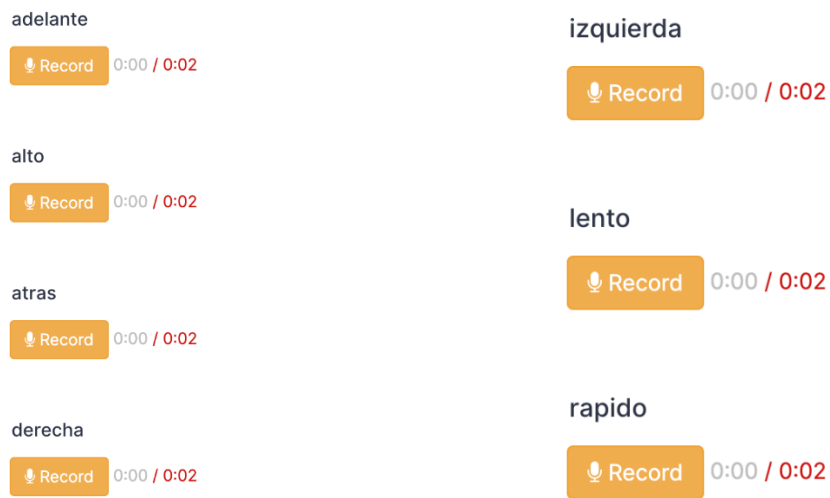 adelante
Record 0:00 / 0:02
alto
Record 0:00 / 0:02
atras
Record 0:00 / 0:02
derecha
Record 0:00 / 0:02
izquierda
Record 0:00 / 0:02
lento
Record 0:00 / 0:02
rapido
Record 0:00 / 0:02